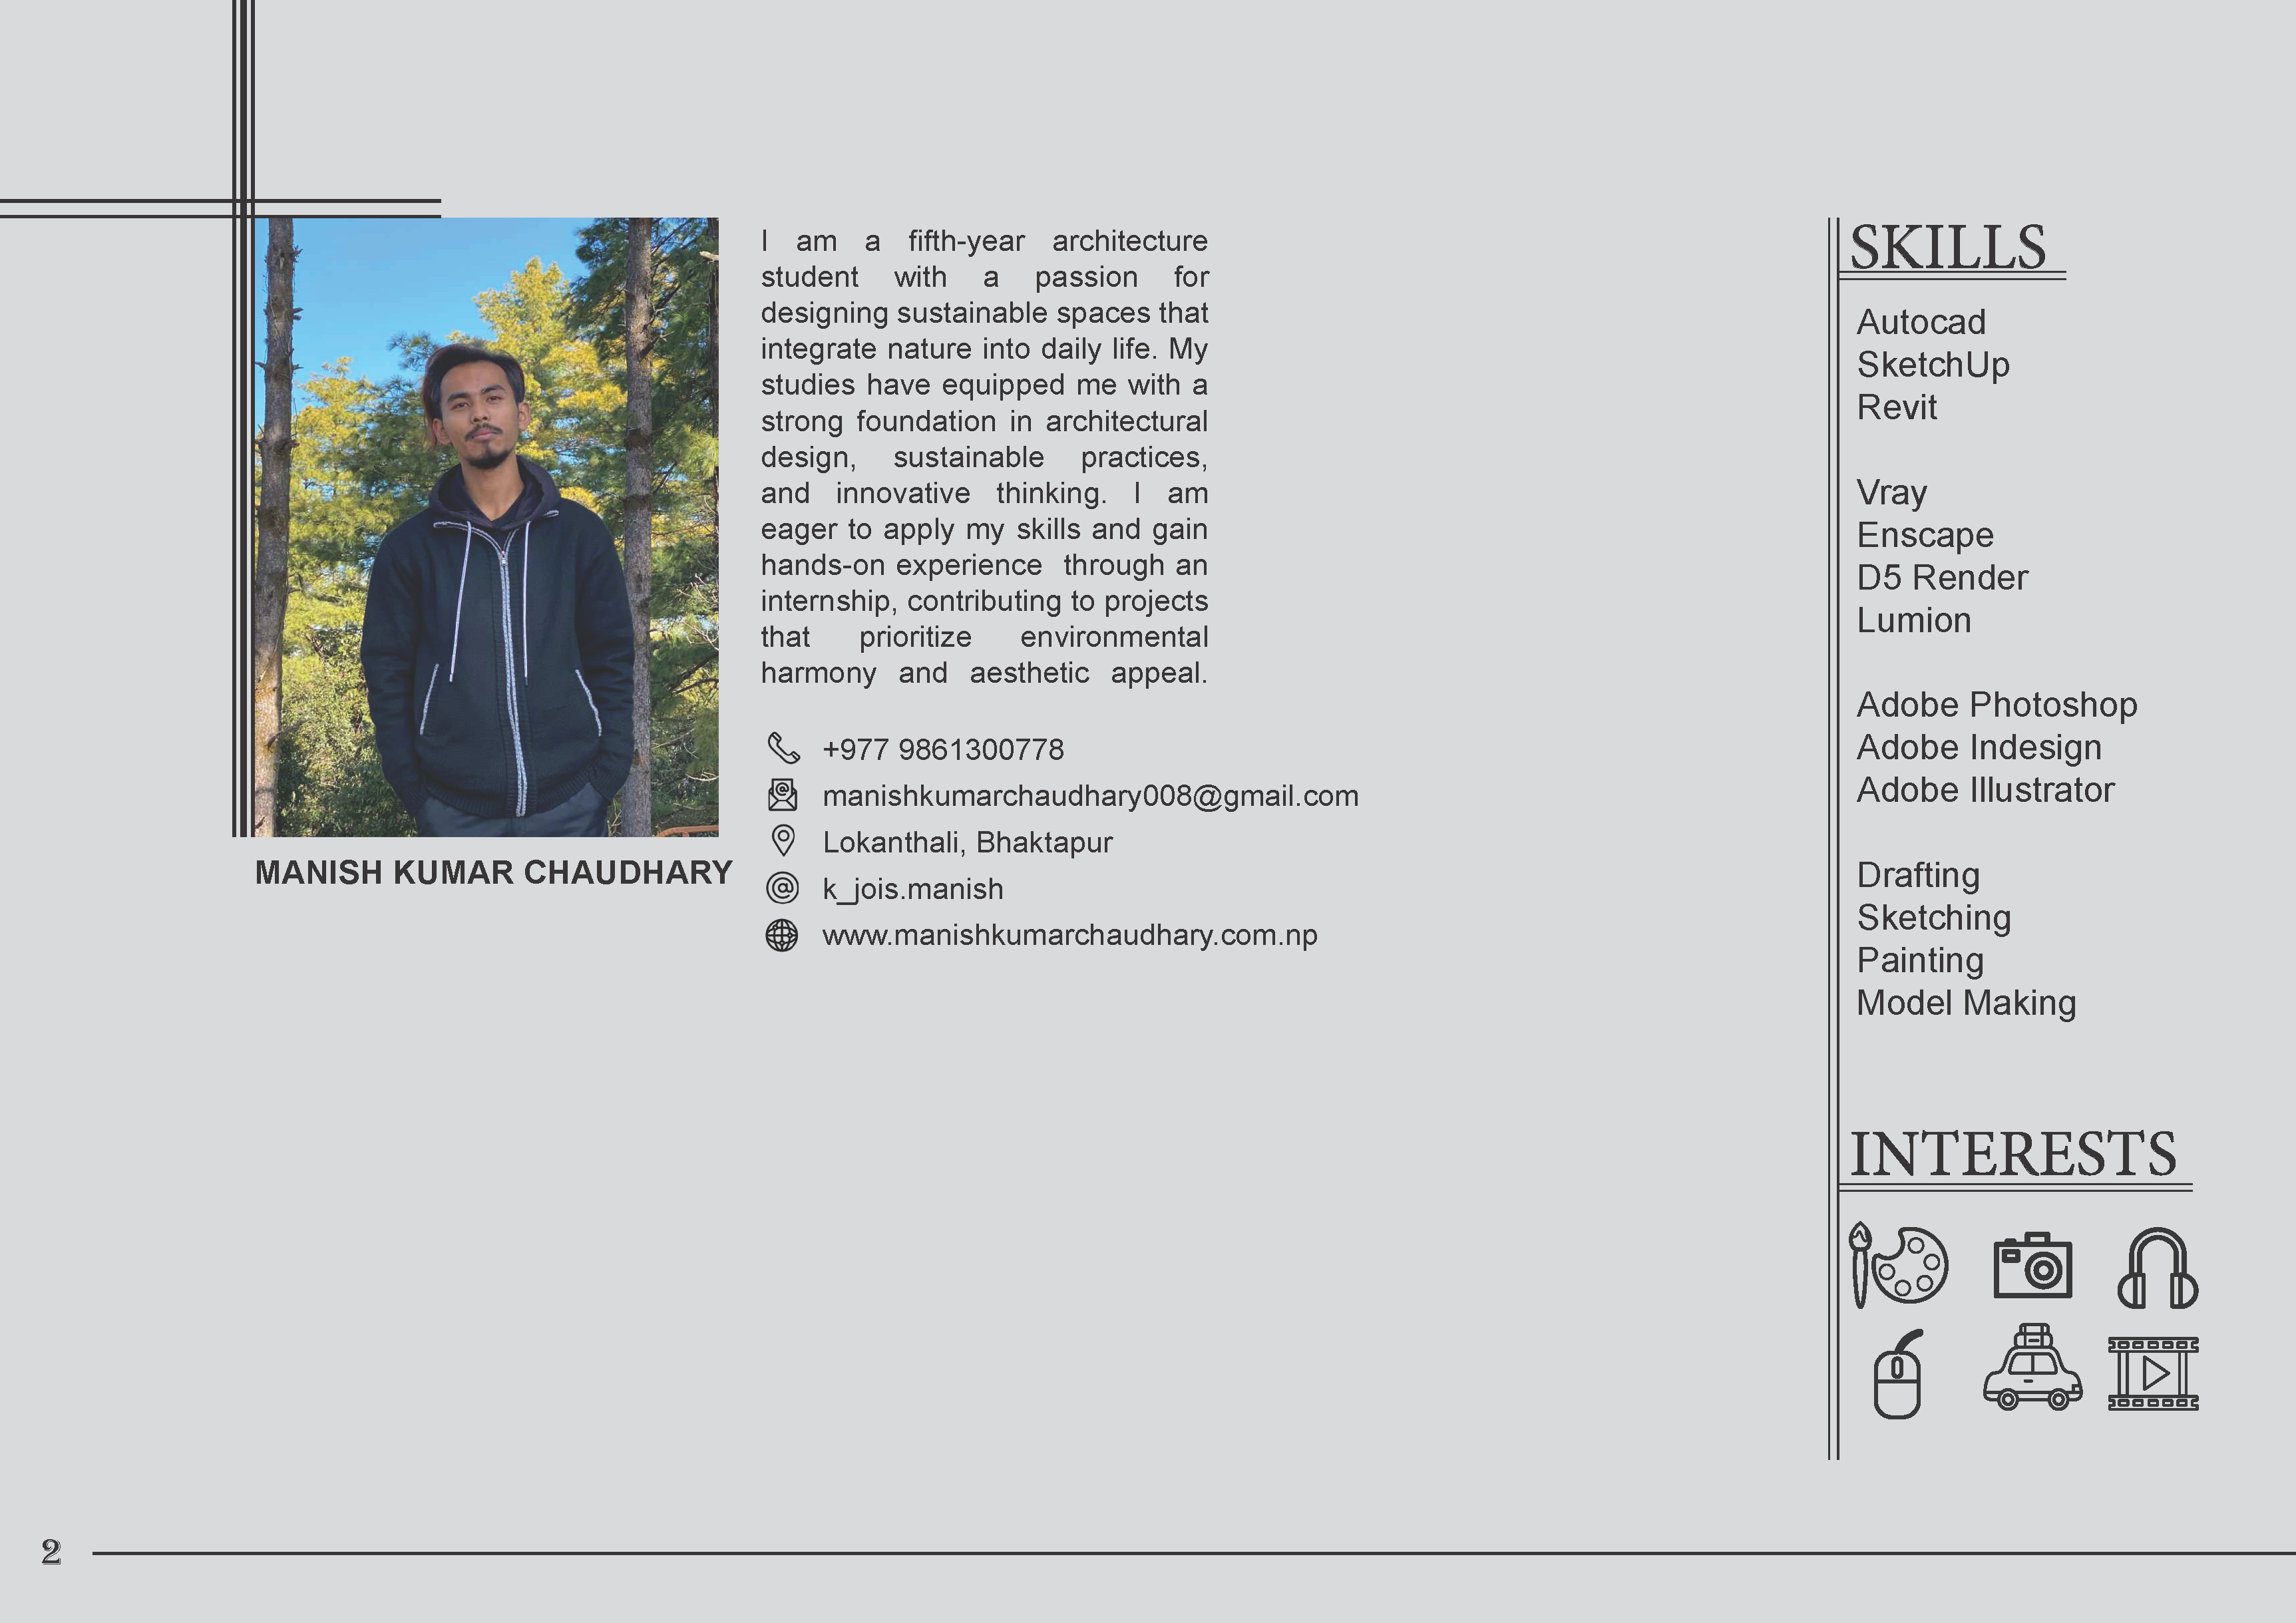 I am a fifth-year architecture
student with a passion for
designing sustainable spaces that
integrate nature into daily life. My
studies have equipped me with a
strong foundation in architectural
design, sustainable practices,
and innovative thinking. I am
eager to apply my skills and gain
hands-on experience through an
internship, contributing to projects
that prioritize environmental
harmony and aesthetic appeal.
+977 9861300778
manishkumarchaudhary008@gmail.com
Lokanthali, Bhaktapur
k_jois.manish
www.manishkumarchaudhary.com.np
MANISH KUMAR CHAUDHARY
SKILLS
Autocad
SketchUp
Revit
Vray
Enscape
D5 Render
Lumion
Adobe Photoshop
Adobe Indesign
Adobe Illustrator
Drafting
Sketching
Painting
Model Making
INTERESTS
2